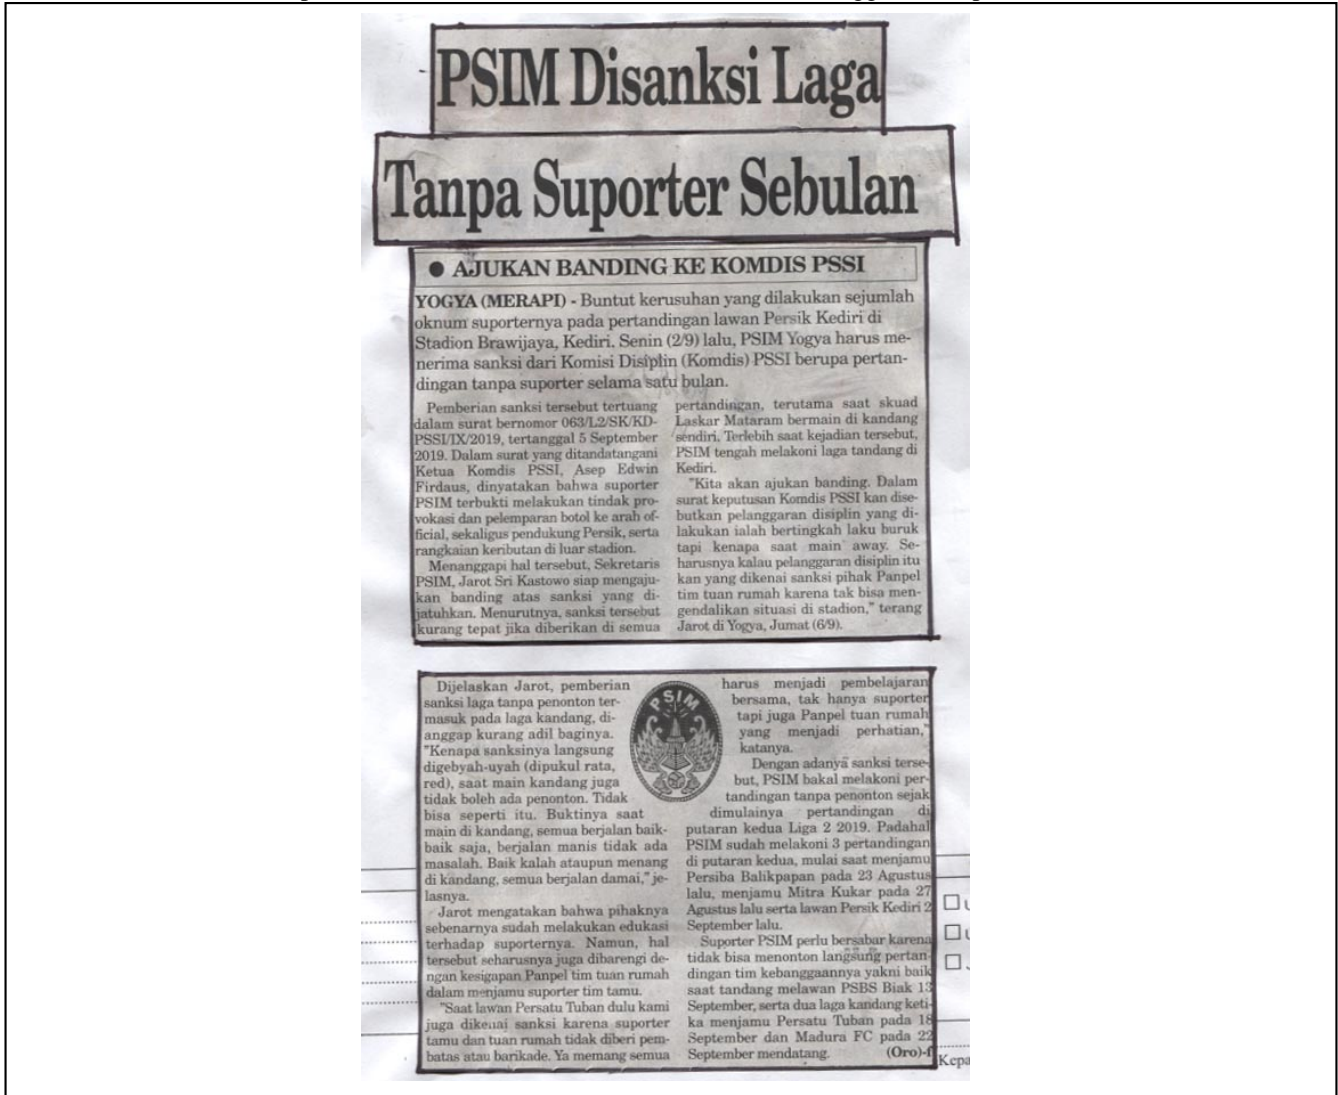 PSIM Disanksi Laga
Tanpa Suporter Sebulan
● AJUKAN BANDING KE KOMDIS PSSI
YOGYA (MERAPI) - Buntut kerusuhan yang dilakukan sejumlah
oknum suporternya pada pertandingan lawan Persik Kediri di
Stadion Brawijaya, Kediri, Senin (2/9) lalu, PSIM Yogya harus me-
nerima sanksi dari Komisi Disiplin (Komdis) PSSI berupa pertan-
dingan tanpa suporter selama satu bulan.
Pemberian sanksi tersebut tertuang
dalam surat bernomor 063/L2/SK/KD-
PSSI/IX/2019, tertanggal 5 September
2019. Dalam surat yang ditandatangani
Ketua Komdis PSSI, Asep Edwin
Firdaus, dinyatakan bahwa suporter
PSIM terbukti melakukan tindak pro-
vokasi dan pelemparan botol ke arah of-
ficial, sekaligus pendukung Persik, serta
rangkaian keributan di luar stadion.
Menanggapi hal tersebut, Sekretaris
PSIM, Jarot Sri Kastowo siap mengaju-
kan banding atas sanksi yang di-
jatuhkan. Menurutnya, sanksi tersebut
kurang tepat jika diberikan di semua
pertandingan, terutama saat skuad
Laskar Mataram bermain di kandang
sendiri. Terlebih saat kejadian tersebut,
PSIM tengah melakoni laga tandang di
Kediri.
"Kita akan ajukan banding. Dalam
surat keputusan Komdis PSSI kan dise-
butkan pelanggaran disiplin yang di-
lakukan ialah bertingkah laku buruk
tapi kenapa saat main away. Se-
harusnya kalau pelanggaran disiplin itu
kan yang dikenai sanksi pihak Panpel
tim tuan rumah karena tak bisa men-
gendalikan situasi di stadion," terang
Jarot di Yogya, Jumat (6/9).
Dijelaskan Jarot, pemberian
sanksi laga tanpa penonton ter-
masuk pada laga kandang, di-
anggap kurang adil baginya.
"Kenapa sanksinya langsung
digebyah-uyah (dipukul rata,
red), saat main kandang juga
tidak boleh ada penonton. Tidak
bisa seperti itu. Buktinya saat
main di kandang, semua berjalan baik-
baik saja, berjalan manis tidak ada
masalah. Baik kalah ataupun menang
di kandang, semua berjalan damai," je-
lasnya.
Jarot mengatakan bahwa pihaknya
sebenarnya sudah melakukan edukasi
terhadap suporternya. Namun, hal
tersebut seharusnya juga dibarengi de-
ngan kesigapan Panpel tim tuan rumah
dalam menjamu suporter tim tamu.
"Saat lawan Persatu Tuban dulu kami
juga dikenai sanksi karena suporter
tamu dan tuan rumah tidak diberi pem-
batas atau barikade. Ya memang semua
PSIM
harus menjadi pembelajaran
bersama, tak hanya suporter
tapi juga Panpel tuan rumah
yang menjadi perhatian,"
katanya.
Dengan adanya sanksi terse-
but, PSIM bakal melakoni per-
tandingan tanpa penonton sejak
dimulainya pertandingan di
putaran kedua Liga 2 2019. Padahal
PSIM sudah melakoni 3 pertandingan
di putaran kedua, mulai saat menjamu
Persiba Balikpapan pada 23 Agustus
lalu, menjamu Mitra Kukar pada 27
Agustus lalu serta lawan Persik Kediri 2
September lalu.
Suporter PSIM perlu bersabar karena
tidak bisa menonton langsung pertan-
dingan tim kebanggaannya yakni baik
saat tandang melawan PSBS Biak 13
September, serta dua laga kandang keti-
ka menjamu Persatu Tuban pada 18
September dan Madura FC pada 22
September mendatang. (Oro)-f
Kepa